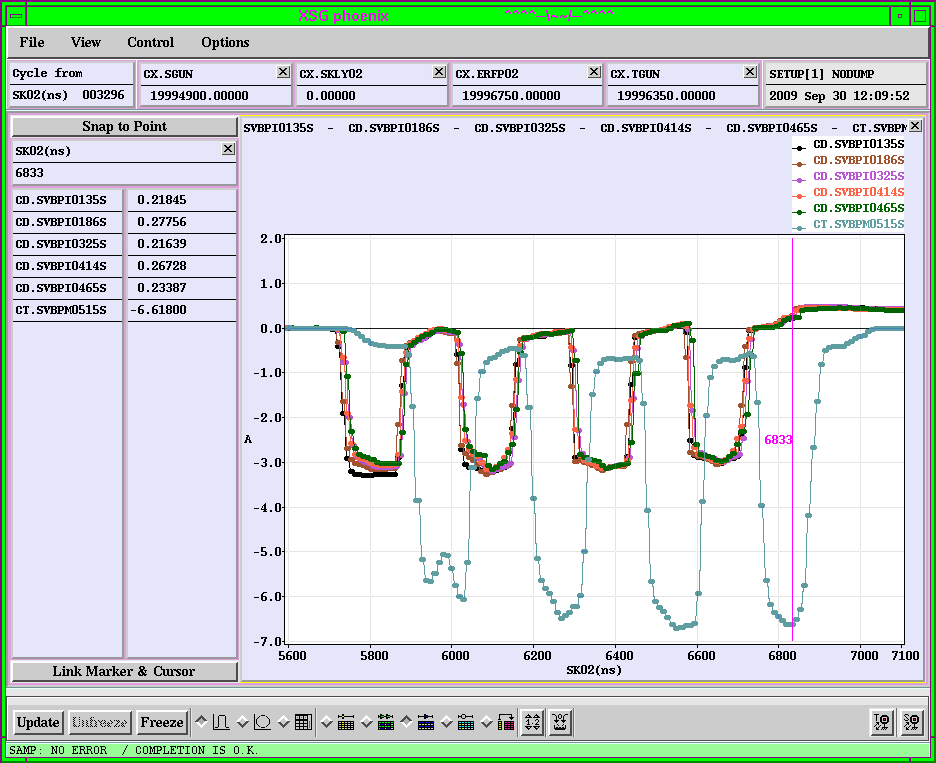 XSG phoenix ^^^^—\~~/—^^^^
File View Control Options
Cycle from
SK02(ns) 003296
CX.SGUN
19994900.00000
CX.SKLY02
0.00000
CX.ERFP02
19996750.00000
CX.TGUN
19996350.00000
SETUP[1] NODUMP
2009 Sep 30 12:09:52
Snap to Point
SK02(ns)
6833
CD.SVBPI0135S 0.21845
CD.SVBPI0186S 0.27756
CD.SVBPI0325S 0.21639
CD.SVBPI0414S 0.26728
CD.SVBPI0465S 0.23387
CT.SVBPM0515S -6.61800
Link Marker & Cursor
SVBPI0135S - CD.SVBPI0186S - CD.SVBPI0325S - CD.SVBPI0414S - CD.SVBPI0465S - CT.SVBPM
CD.SVBPI0135S
CD.SVBPI0186S
CD.SVBPI0325S
CD.SVBPI0414S
CD.SVBPI0465S
CT.SVBPM0515S
2.0
1.0
0.0
-1.0
-2.0
A
6833
-3.0
-4.0
-5.0
-6.0
-7.0
5600 5800 6000 6200 6400 6600 6800 7000 7100
SK02(ns)
Update Unfreeze Freeze
1-2
SAMP: NO ERROR / COMPLETION IS O.K.